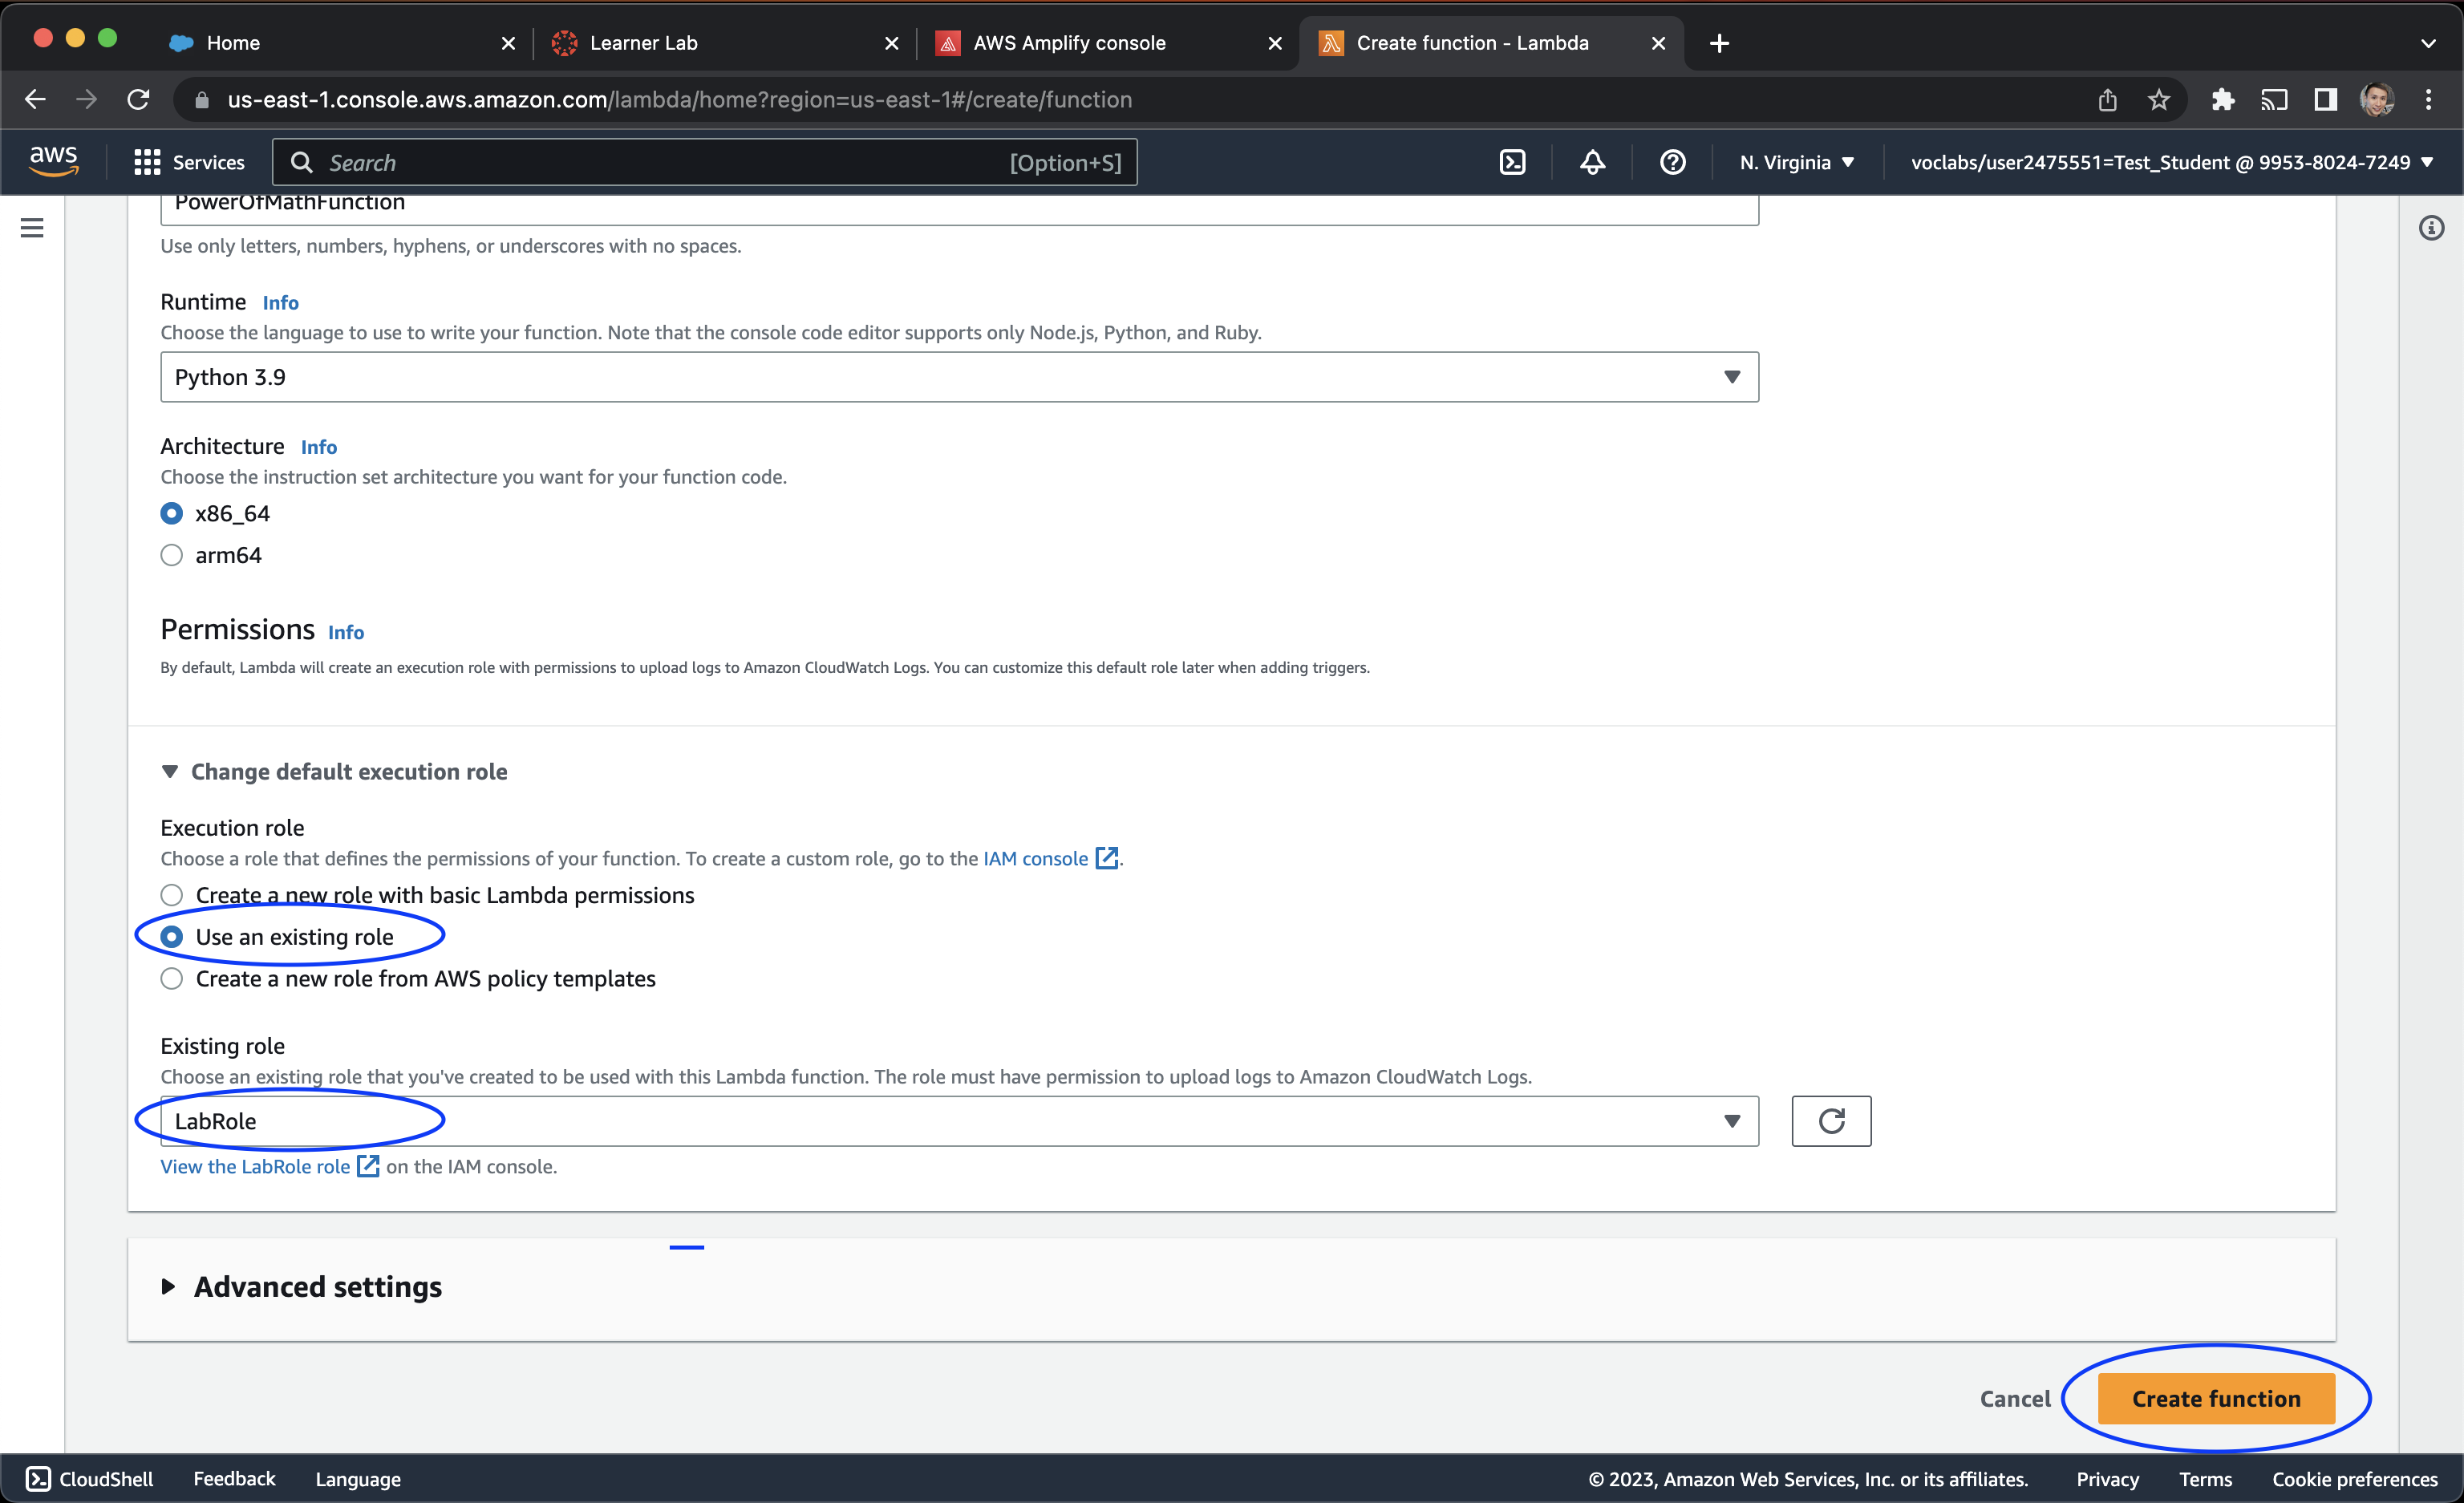 Home
Learner Lab
AWS Amplify console
Create function - Lambda
us-east-1.console.aws.amazon.com/lambda/home?region=us-east-1#/create/function
aws
Services
Search
[Option+S]
N. Virginia
voclabs/user2475551=Test_Student @ 9953-8024-7249
PowerOfMathFunction
Use only letters, numbers, hyphens, or underscores with no spaces.
Runtime Info
Choose the language to use to write your function. Note that the console code editor supports only Node.js, Python, and Ruby.
Python 3.9
Architecture Info
Choose the instruction set architecture you want for your function code.
x86_64
arm64
Permissions Info
By default, Lambda will create an execution role with permissions to upload logs to Amazon CloudWatch Logs. You can customize this default role later when adding triggers.
Change default execution role
Execution role
Choose a role that defines the permissions of your function. To create a custom role, go to the IAM console.
Create a new role with basic Lambda permissions
Use an existing role
Create a new role from AWS policy templates
Existing role
Choose an existing role that you've created to be used with this Lambda function. The role must have permission to upload logs to Amazon CloudWatch Logs.
LabRole
View the LabRole role on the IAM console.
Advanced settings
Cancel
Create function
CloudShell
Feedback
Language
© 2023, Amazon Web Services, Inc. or its affiliates.
Privacy
Terms
Cookie preferences